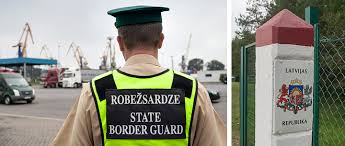 ROBEŽSARDZE
STATE
BORDER GUARD
LATVIJAS
REPUBLIKA